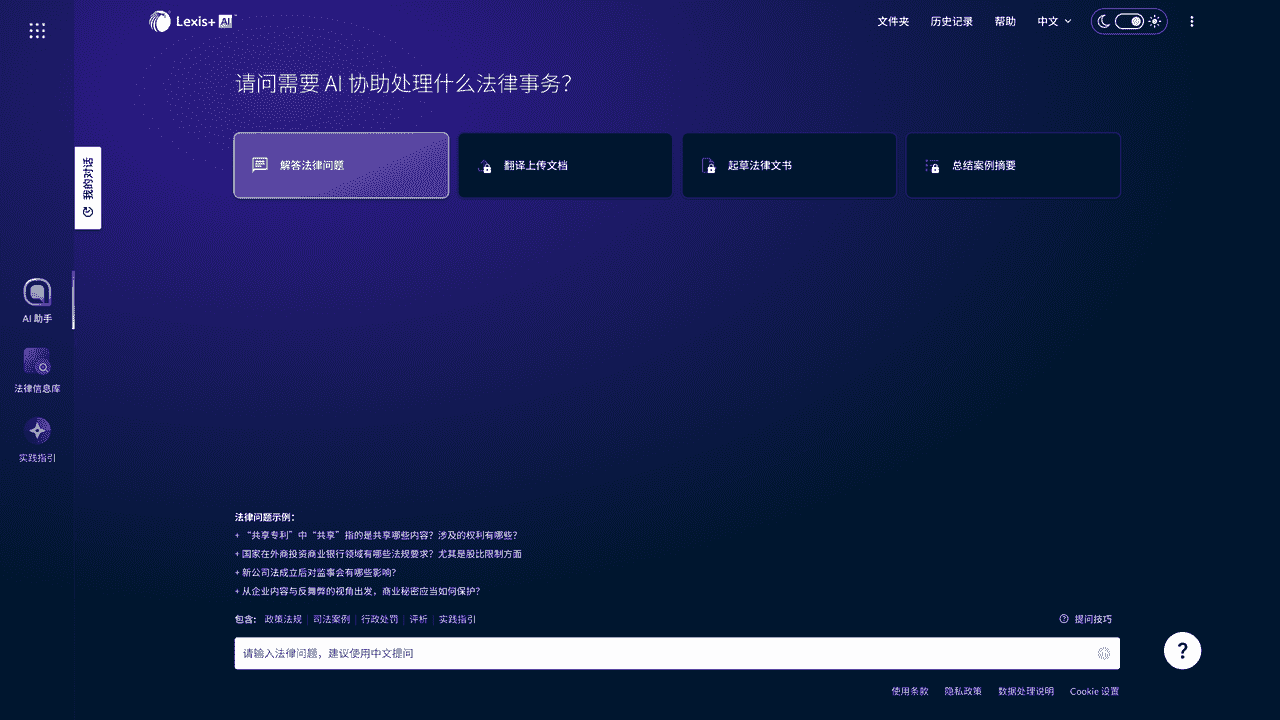 Lexis+ AI
文件夹 历史记录 帮助 中文
请问需要 AI 协助处理什么法律事务？
解答法律问题
翻译上传文档
起草法律文书
总结案例摘要
我的对话
AI 助手
法律信息库
实践指引
法律问题示例：
+ “共享专利”中“共享”指的是共享哪些内容？涉及的权利有哪些？
+ 国家在外商投资商业银行领域有哪些法规要求？尤其是股比限制方面
+ 新公司法成立后对监事会有哪些影响？
+ 从企业内容与反舞弊的视角出发，商业秘密应当如何保护？
包含： 政策法规 | 司法案例 | 行政处罚 | 评析 | 实践指引
提问技巧
请输入法律问题，建议使用中文提问
?
使用条款 隐私政策 数据处理说明 Cookie 设置